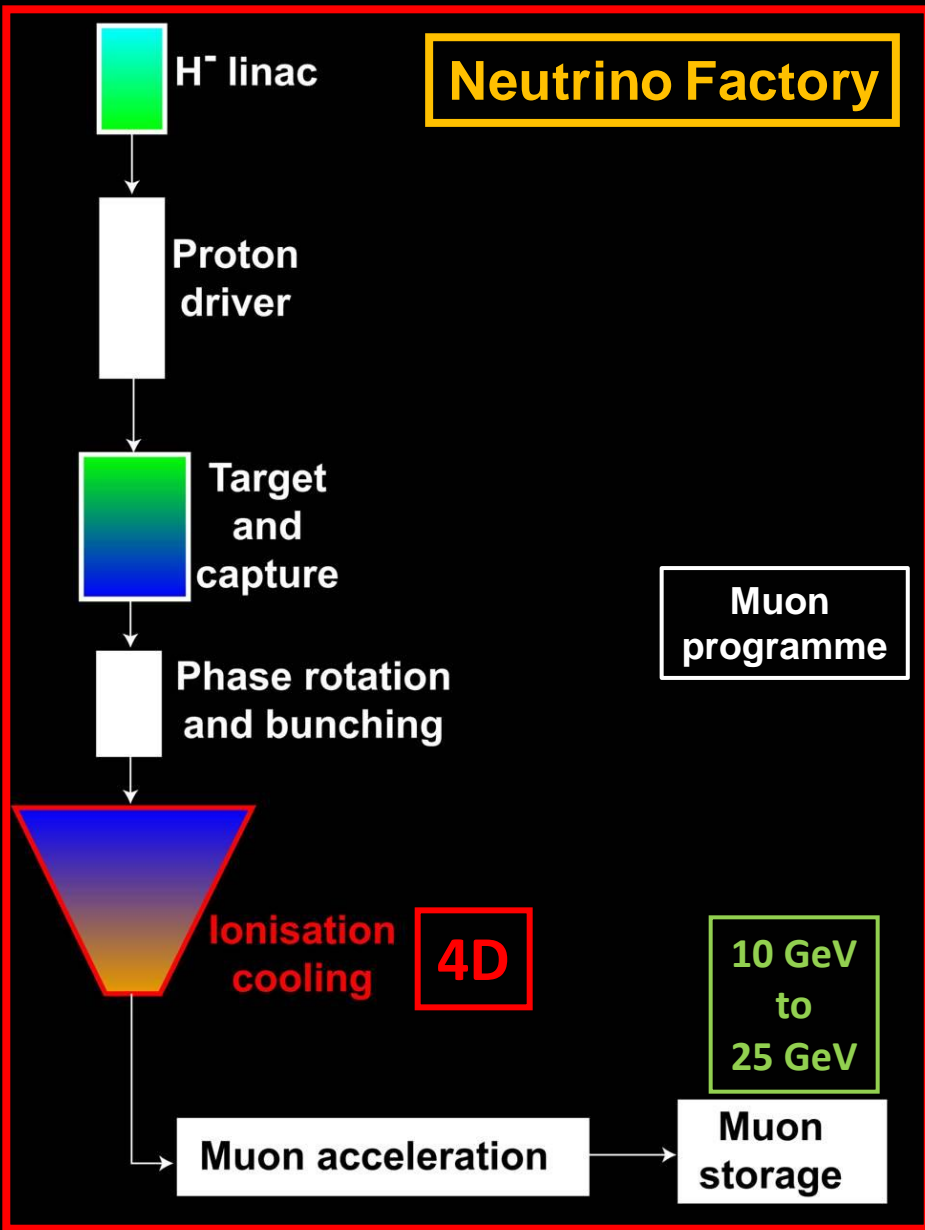 H⁻ linac
Neutrino Factory
Proton
driver
Target
and
capture
Muon
programme
Phase rotation
and bunching
Ionisation
cooling
4D
10 GeV
to
25 GeV
Muon acceleration
Muon
storage